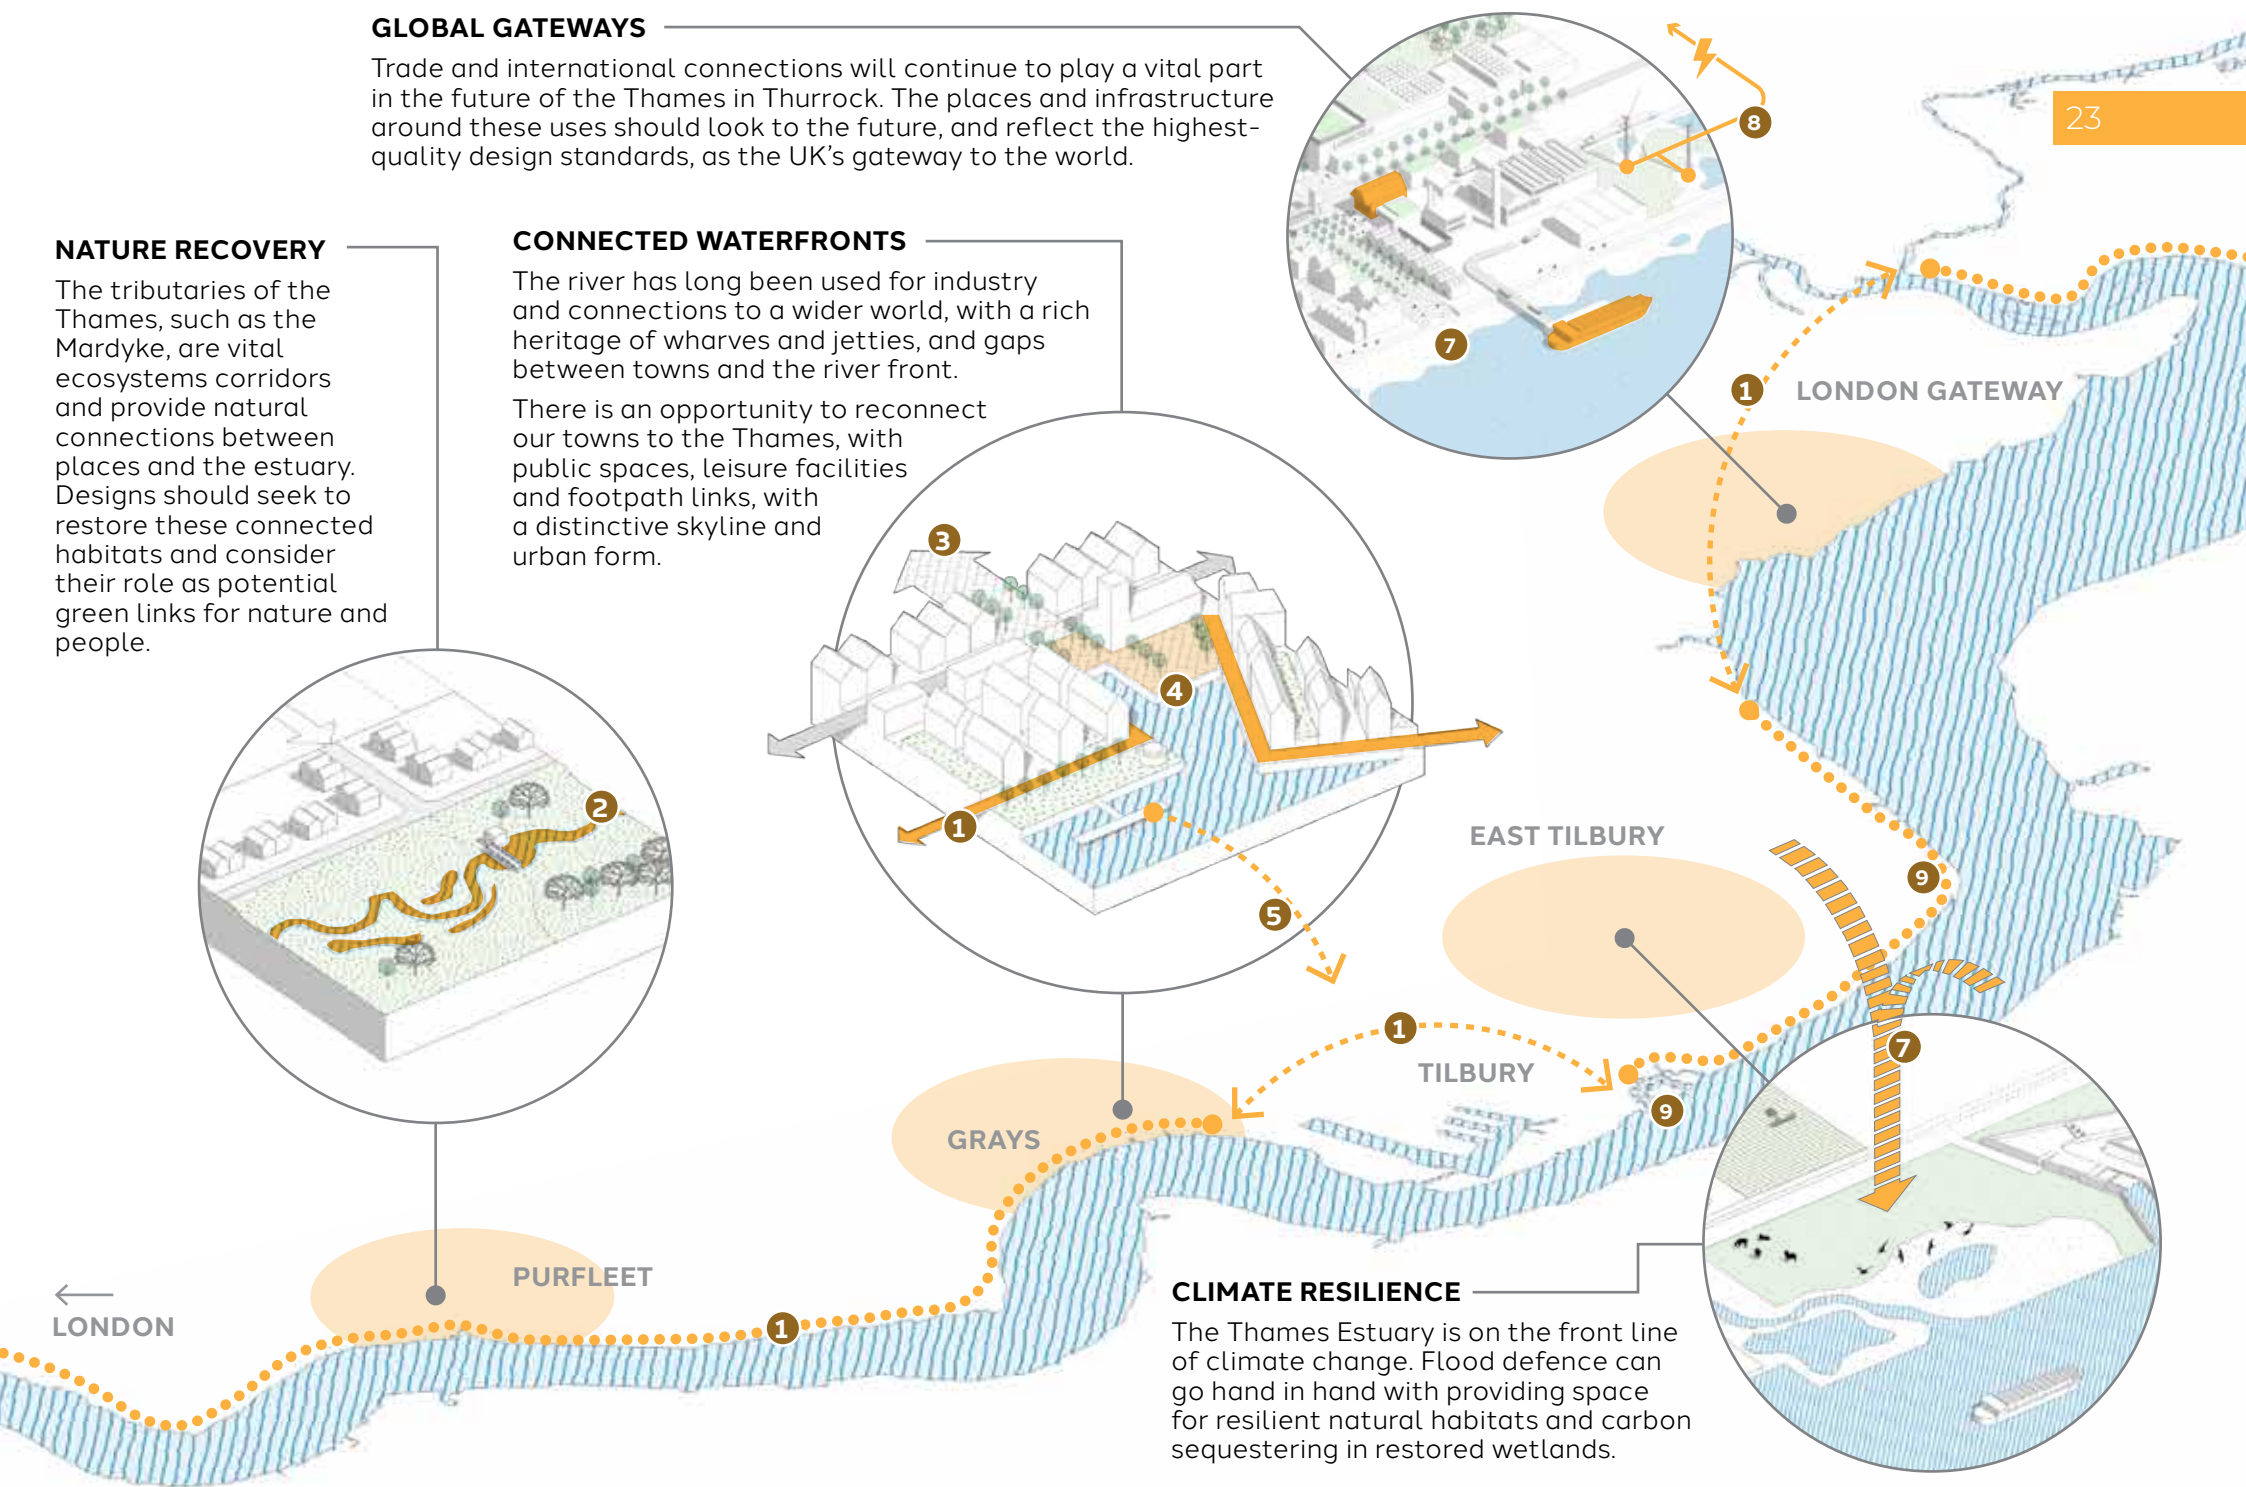 GLOBAL GATEWAYS
Trade and international connections will continue to play a vital part
in the future of the Thames in Thurrock. The places and infrastructure
around these uses should look to the future, and reflect the highest-
quality design standards, as the UK’s gateway to the world.
8
23
NATURE RECOVERY
The tributaries of the
Thames, such as the
Mardyke, are vital
ecosystems corridors
and provide natural
connections between
places and the estuary.
Designs should seek to
restore these connected
habitats and consider
their role as potential
green links for nature and
people.
CONNECTED WATERFRONTS
The river has long been used for industry
and connections to a wider world, with a rich
heritage of wharves and jetties, and gaps
between towns and the river front.
There is an opportunity to reconnect
our towns to the Thames, with
public spaces, leisure facilities
and footpath links, with
a distinctive skyline and
urban form.
7
1
LONDON GATEWAY
3
4
2
1
5
EAST TILBURY
9
1
TILBURY
7
9
GRAYS
PURFLEET
LONDON
1
CLIMATE RESILIENCE
The Thames Estuary is on the front line
of climate change. Flood defence can
go hand in hand with providing space
for resilient natural habitats and carbon
sequestering in restored wetlands.